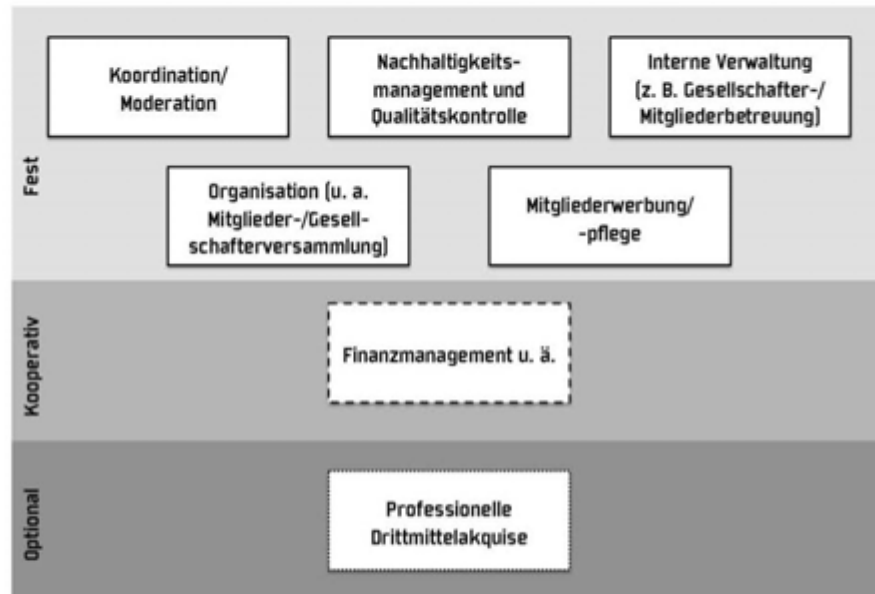 Fest
Koordination/
Moderation
Nachhaltigkeits-
management und
Qualitätskontrolle
Interne Verwaltung
(z. B. Gesellschafter-/
Mitgliederbetreuung)
Organisation (u. a.
Mitglieder-/Gesell-
schafterversammlung)
Mitgliederwerbung/
-pflege
Kooperativ
Finanzmanagement u. ä.
Optional
Professionelle
Drittmittelakquise